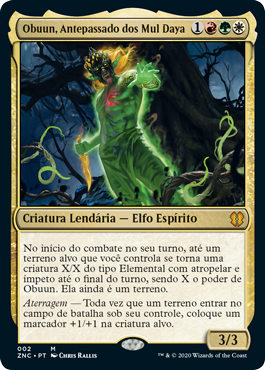 Obuun, Antepassado dos Mul Daya 1
Criatura Lendária — Elfo Espírito
No início do combate no seu turno, até um
terreno alvo que você controla se torna uma
criatura X/X do tipo Elemental com atropelar e
ímpeto até o final do turno, sendo X o poder de
Obuun. Ela ainda é um terreno.
Aterragem — Toda vez que um terreno entrar no
campo de batalha sob seu controle, coloque um
marcador +1/+1 na criatura alvo.
3/3
002 M
ZNC • PT Chris Rallis
™ & © 2020 Wizards of the Coast